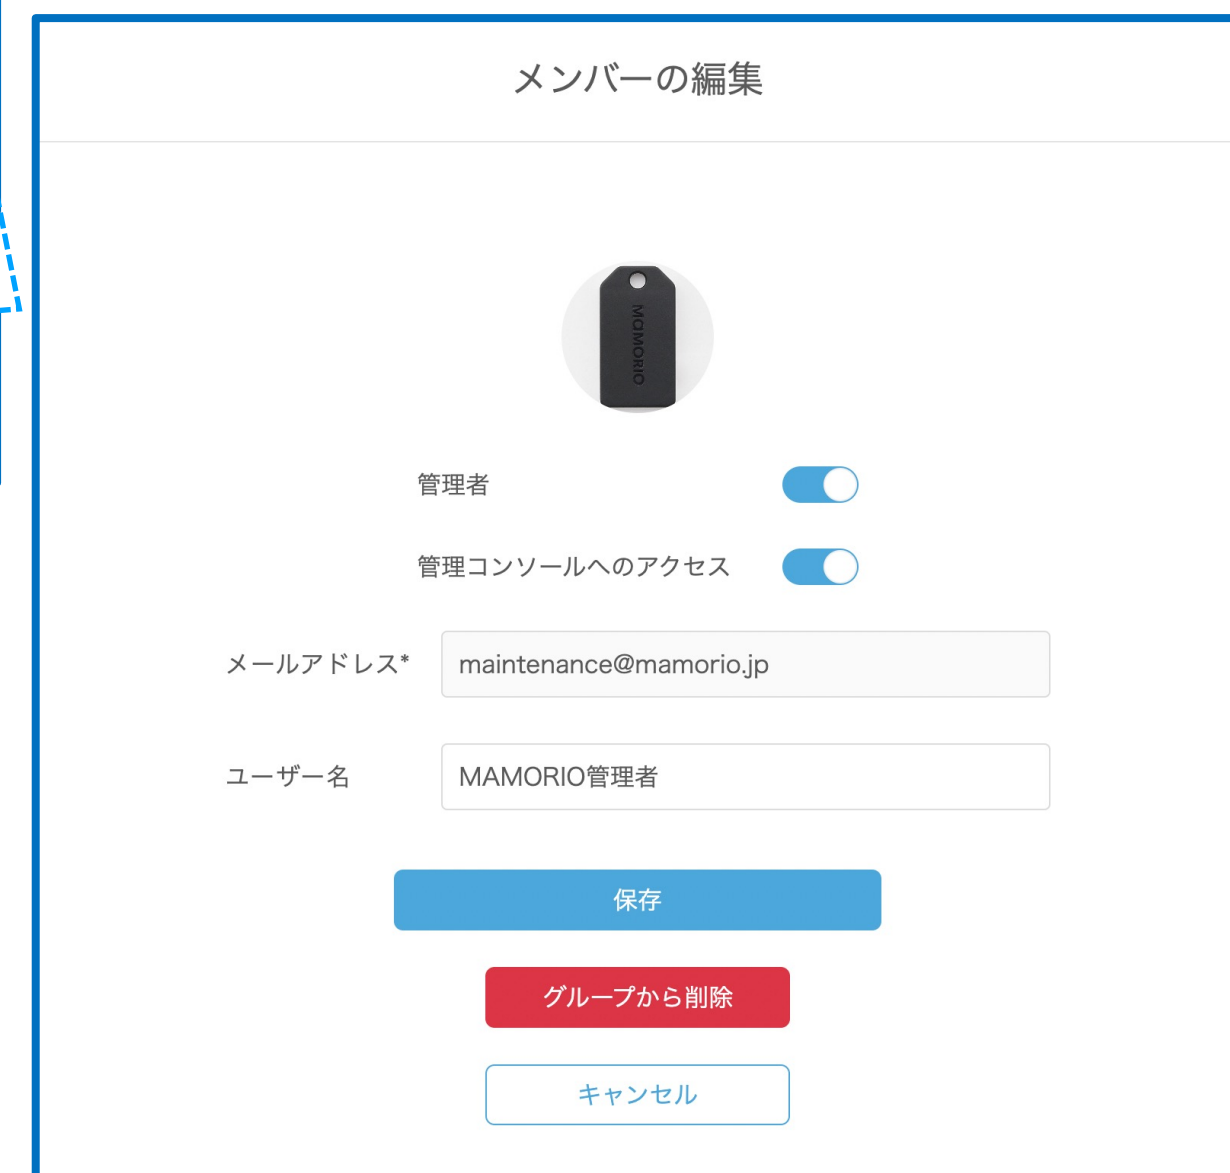 メンバーの編集
MAMORIO
管理者
管理コンソールへのアクセス
メールアドレス*
maintenance@mamorio.jp
ユーザー名
MAMORIO管理者
保存
グループから削除
キャンセル